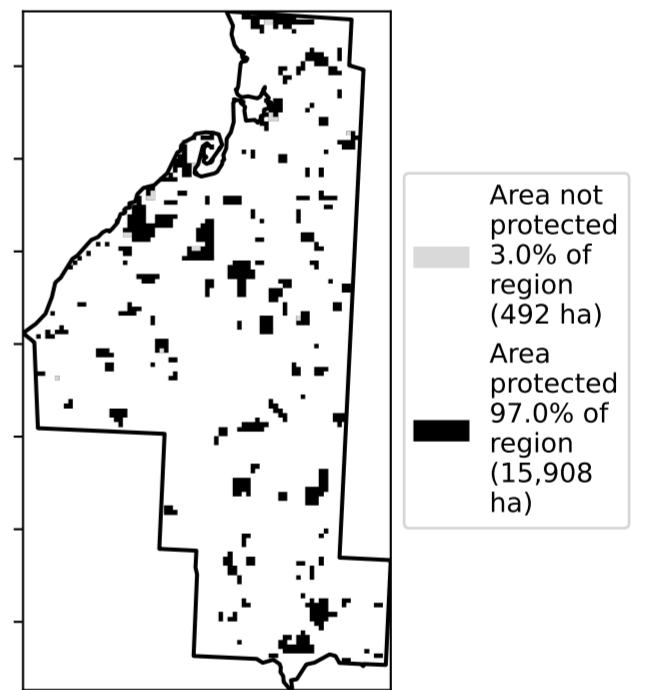 Area not
protected
3.0% of
region
(492 ha)
Area
protected
97.0% of
region
(15,908
ha)